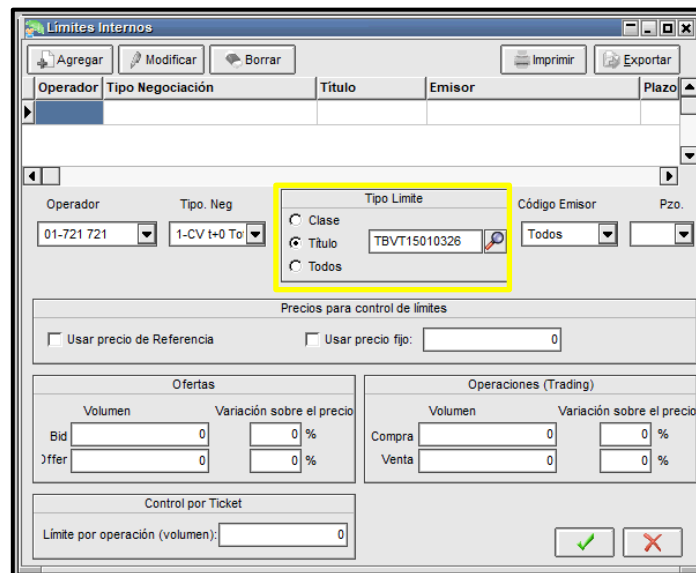 Límites Internos
Agregar Modificar Borrar Imprimir Exportar
Operador Tipo Negociación Título Emisor Plazo
Operador Tipo. Neg Tipo Limite Código Emisor Pzo.
Clase
01-721 721 1-CV t+0 To Título TBVT15010326 Todos
Todos
Precios para control de límites
Usar precio de Referencia Usar precio fijo: 0
Ofertas Operaciones (Trading)
Volumen Variación sobre el precio Volumen Variación sobre el precio
Bid 0 0 % Compra 0 0 %
Offer 0 0 % Venta 0 0 %
Control por Ticket
Límite por operación (volumen): 0